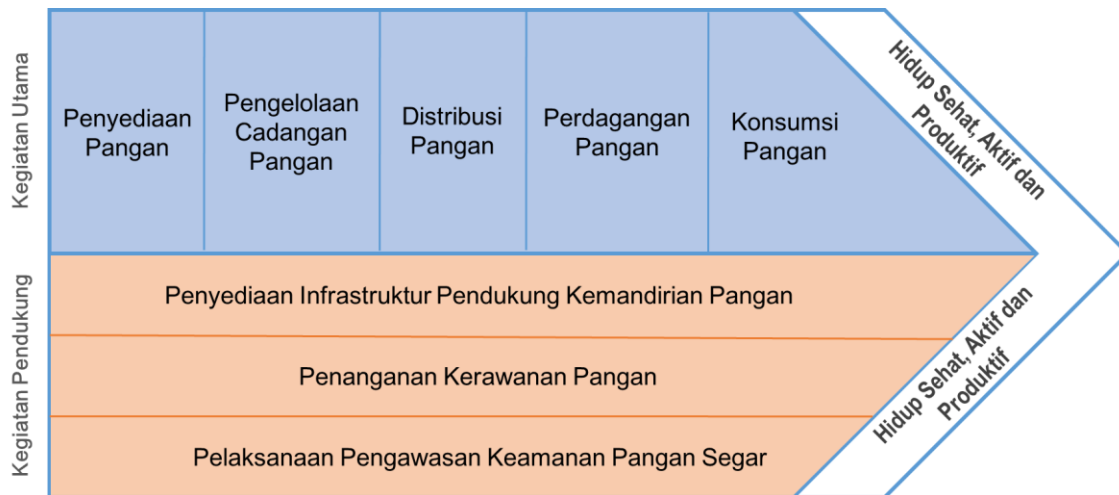 Kegiatan Utama
Penyediaan
Pangan
Pengelolaan
Cadangan
Pangan
Distribusi
Pangan
Perdagangan
Pangan
Konsumsi
Pangan
Hidup Sehat, Aktif dan
Produktif
Kegiatan Pendukung
Penyediaan Infrastruktur Pendukung Kemandirian Pangan
Penanganan Kerawanan Pangan
Pelaksanaan Pengawasan Keamanan Pangan Segar
Hidup Sehat, Aktif dan
Produktif